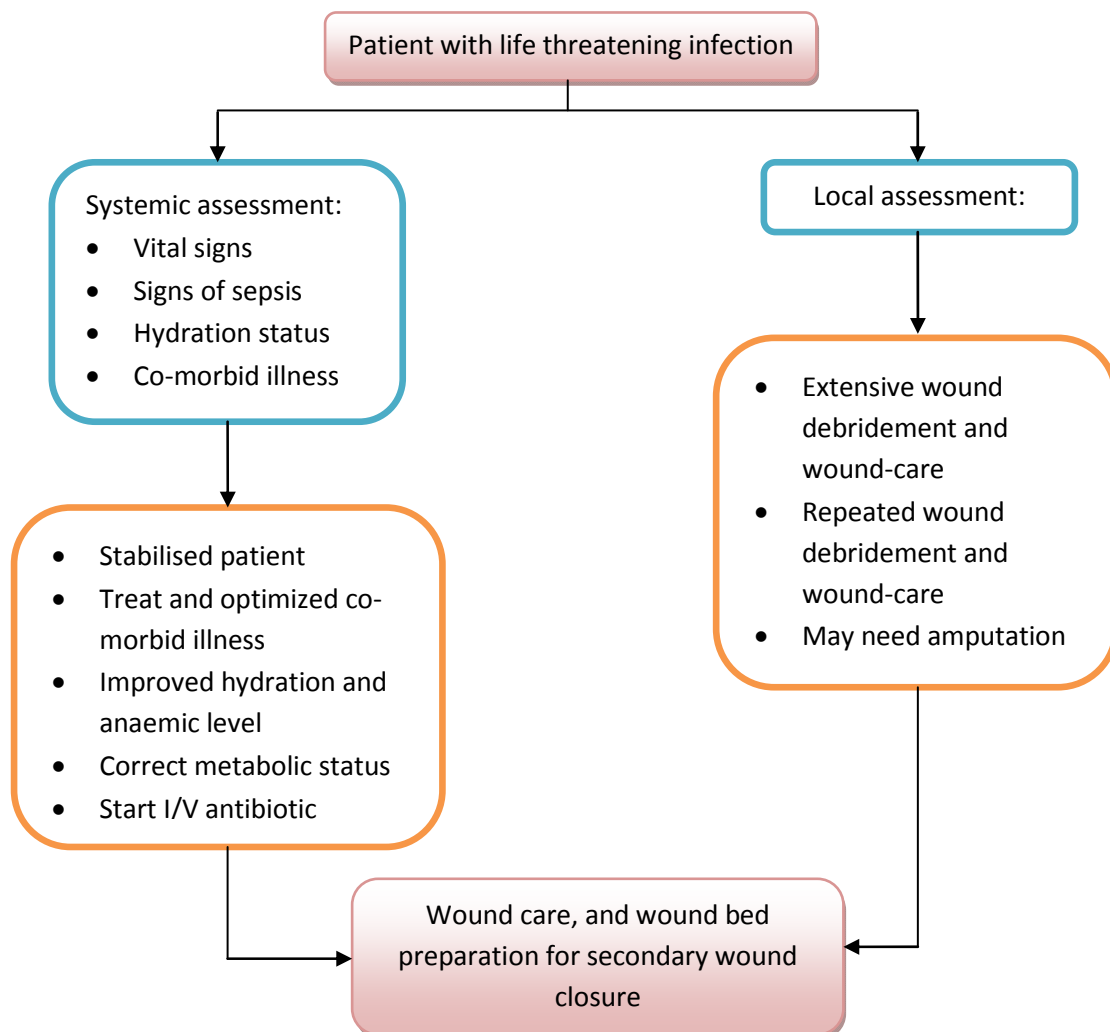 Patient with life threatening infection
Systemic assessment:
• Vital signs
• Signs of sepsis
• Hydration status
• Co-morbid illness
Local assessment:
• Stabilised patient
• Treat and optimized co-
morbid illness
• Improved hydration and
anaemic level
• Correct metabolic status
• Start I/V antibiotic
• Extensive wound
debridement and
wound-care
• Repeated wound
debridement and
wound-care
• May need amputation
Wound care, and wound bed
preparation for secondary wound
closure